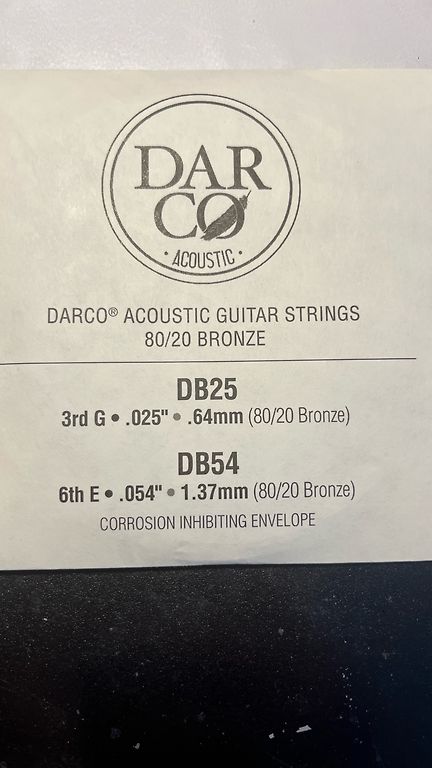 DAR
CO
• ACOUSTIC •
DARCO® ACOUSTIC GUITAR STRINGS
80/20 BRONZE
DB25
3rd G • .025" • .64mm (80/20 Bronze)
DB54
6th E • .054" • 1.37mm (80/20 Bronze)
CORROSION INHIBITING ENVELOPE